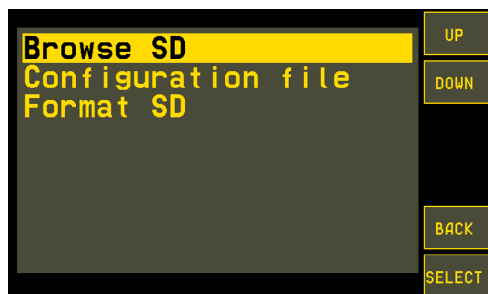 Browse SD
Configuration file
Format SD
UP
DOWN
BACK
SELECT